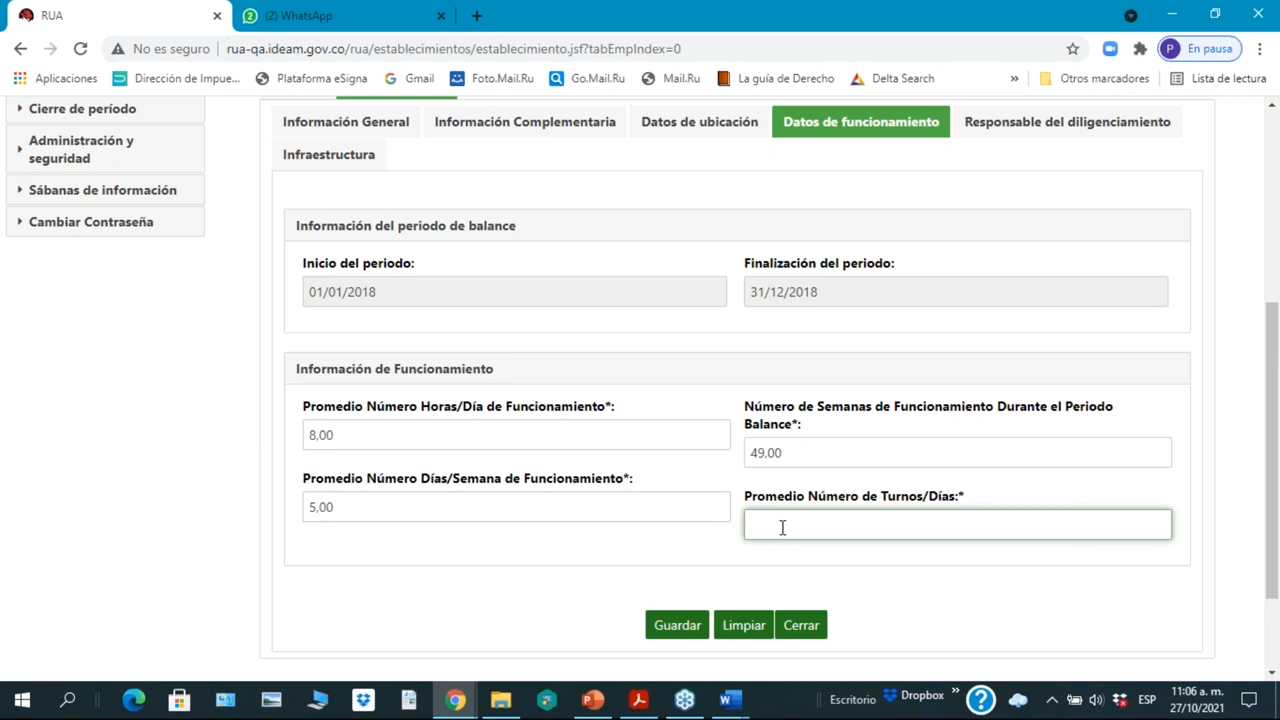 RUA
(2) WhatsApp
No es seguro
rua-qa.ideam.gov.co/rua/establecimientos/establecimiento.jsf?tabEmpIndex=0
P En pausa
Aplicaciones
Dirección de Impue...
Plataforma eSigna
Gmail
Foto.Mail.Ru
Go.Mail.Ru
Mail.Ru
La guía de Derecho
Delta Search
»
Otros marcadores
Lista de lectura
Cierre de período
Administración y
seguridad
Sábanas de información
Cambiar Contraseña
Información General
Información Complementaria
Datos de ubicación
Datos de funcionamiento
Responsable del diligenciamiento
Infraestructura
Información del periodo de balance
Inicio del periodo:
Finalización del periodo:
01/01/2018
31/12/2018
Información de Funcionamiento
Promedio Número Horas/Día de Funcionamiento*:
8,00
Número de Semanas de Funcionamiento Durante el Periodo
Balance*:
49,00
Promedio Número Días/Semana de Funcionamiento*:
5,00
Promedio Número de Turnos/Días:*
Guardar
Limpiar
Cerrar
Escritorio
Dropbox
»
ESP
11:06 a. m.
27/10/2021